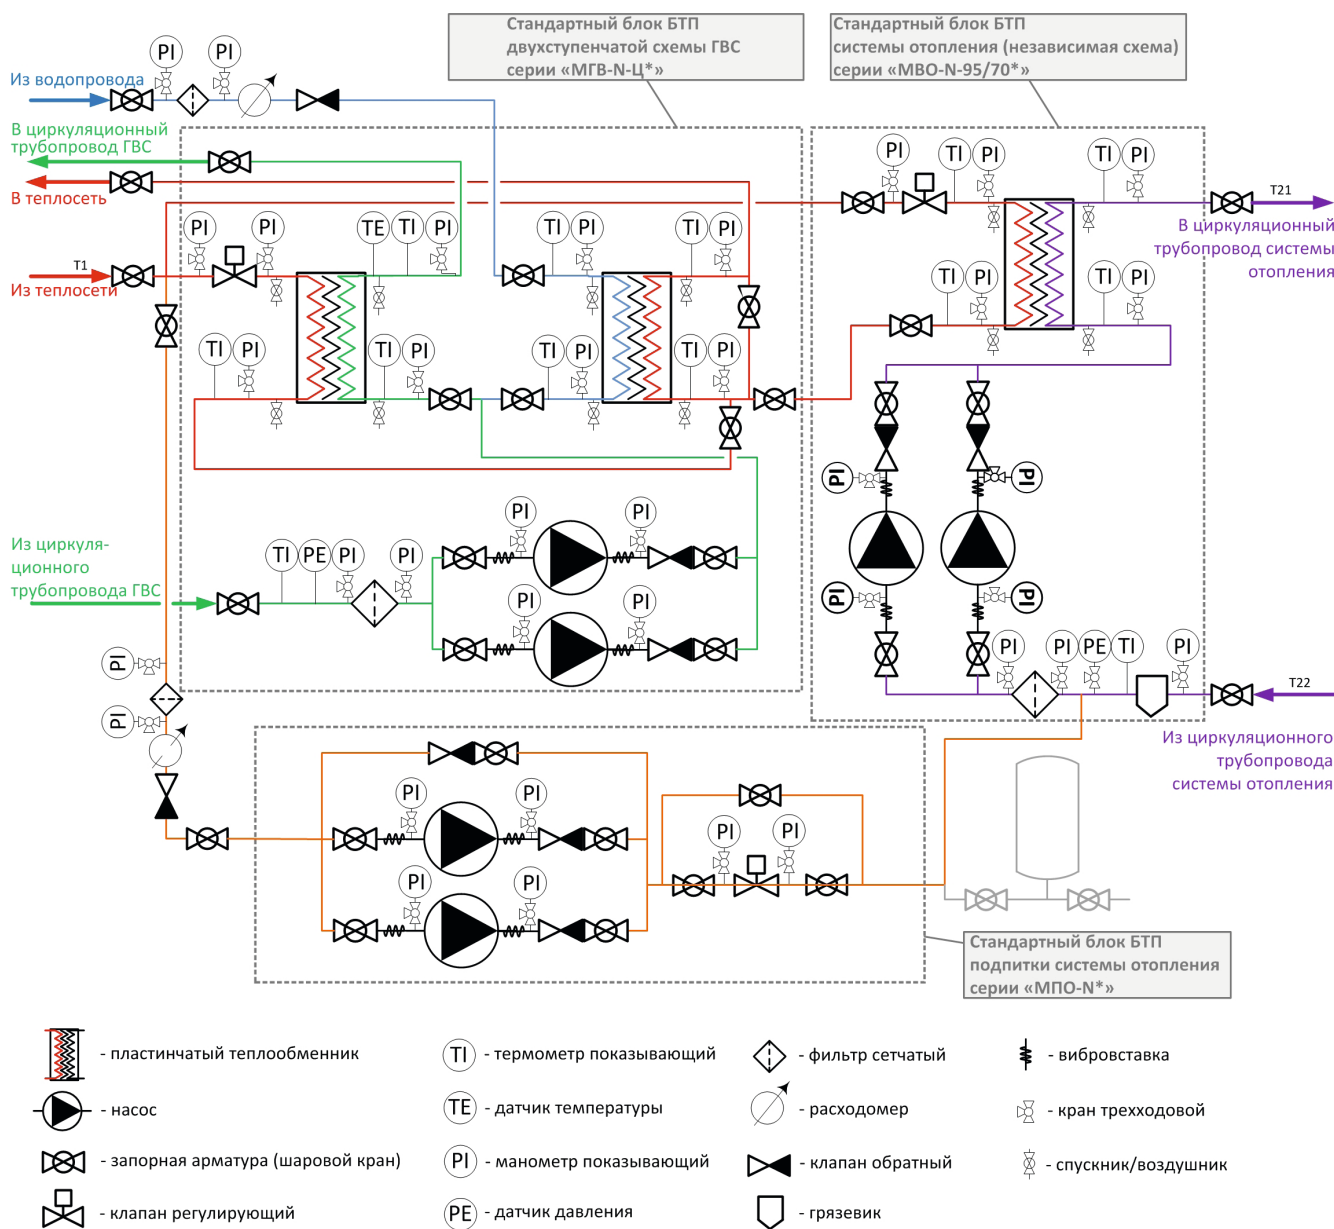 Стандартный блок БТП
двухступенчатой схемы ГВС
серии «МГВ-N-Ц*»
Стандартный блок БТП
системы отопления (независимая схема)
серии «МВО-N-95/70*»
PI
PI
Из водопровода
В циркуляционный
трубопровод ГВС
В теплосеть
T1
Из теплосети
PI
PI
TE
TI
PI
TI
PI
TI
PI
PI
TI
PI
TI
PI
T21
В циркуляционный
трубопровод системы
отопления
TI
PI
TI
PI
TI
PI
TI
PI
TI
PI
TI
PI
PI
PI
PI
PI
Из циркуля-
ционного
трубопровода ГВС
TI
PE
PI
PI
PI
PI
PI
PI
PI
PI
PI
PI
PE
TI
PI
T22
Из циркуляционного
трубопровода
системы отопления
PI
PI
PI
PI
PI
PI
PI
PI
Стандартный блок БТП
подпитки системы отопления
серии «МПО-N*»
- пластинчатый теплообменник
- насос
- запорная арматура (шаровой кран)
- клапан регулирующий
TI - термометр показывающий
TE - датчик температуры
PI - манометр показывающий
PE - датчик давления
- фильтр сетчатый
- расходомер
- клапан обратный
- грязевик
- вибровставка
- кран трехходовой
- спускник/воздушник